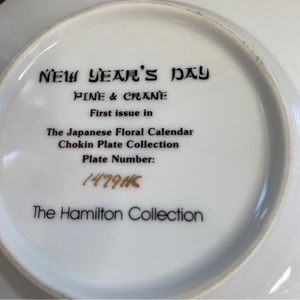 NEW YEAR'S DAY
PINE & CRANE
First issue in
The Japanese Floral Calendar
Chokin Plate Collection
Plate Number:
1479NC
The Hamilton Collection